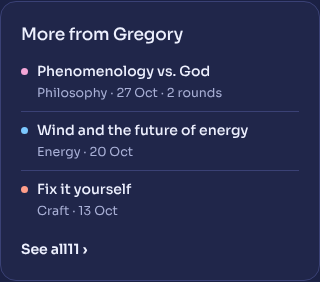 More from Gregory
Phenomenology vs. God
Philosophy · 27 Oct · 2 rounds
Wind and the future of energy
Energy · 20 Oct
Fix it yourself
Craft · 13 Oct
See all11 ›